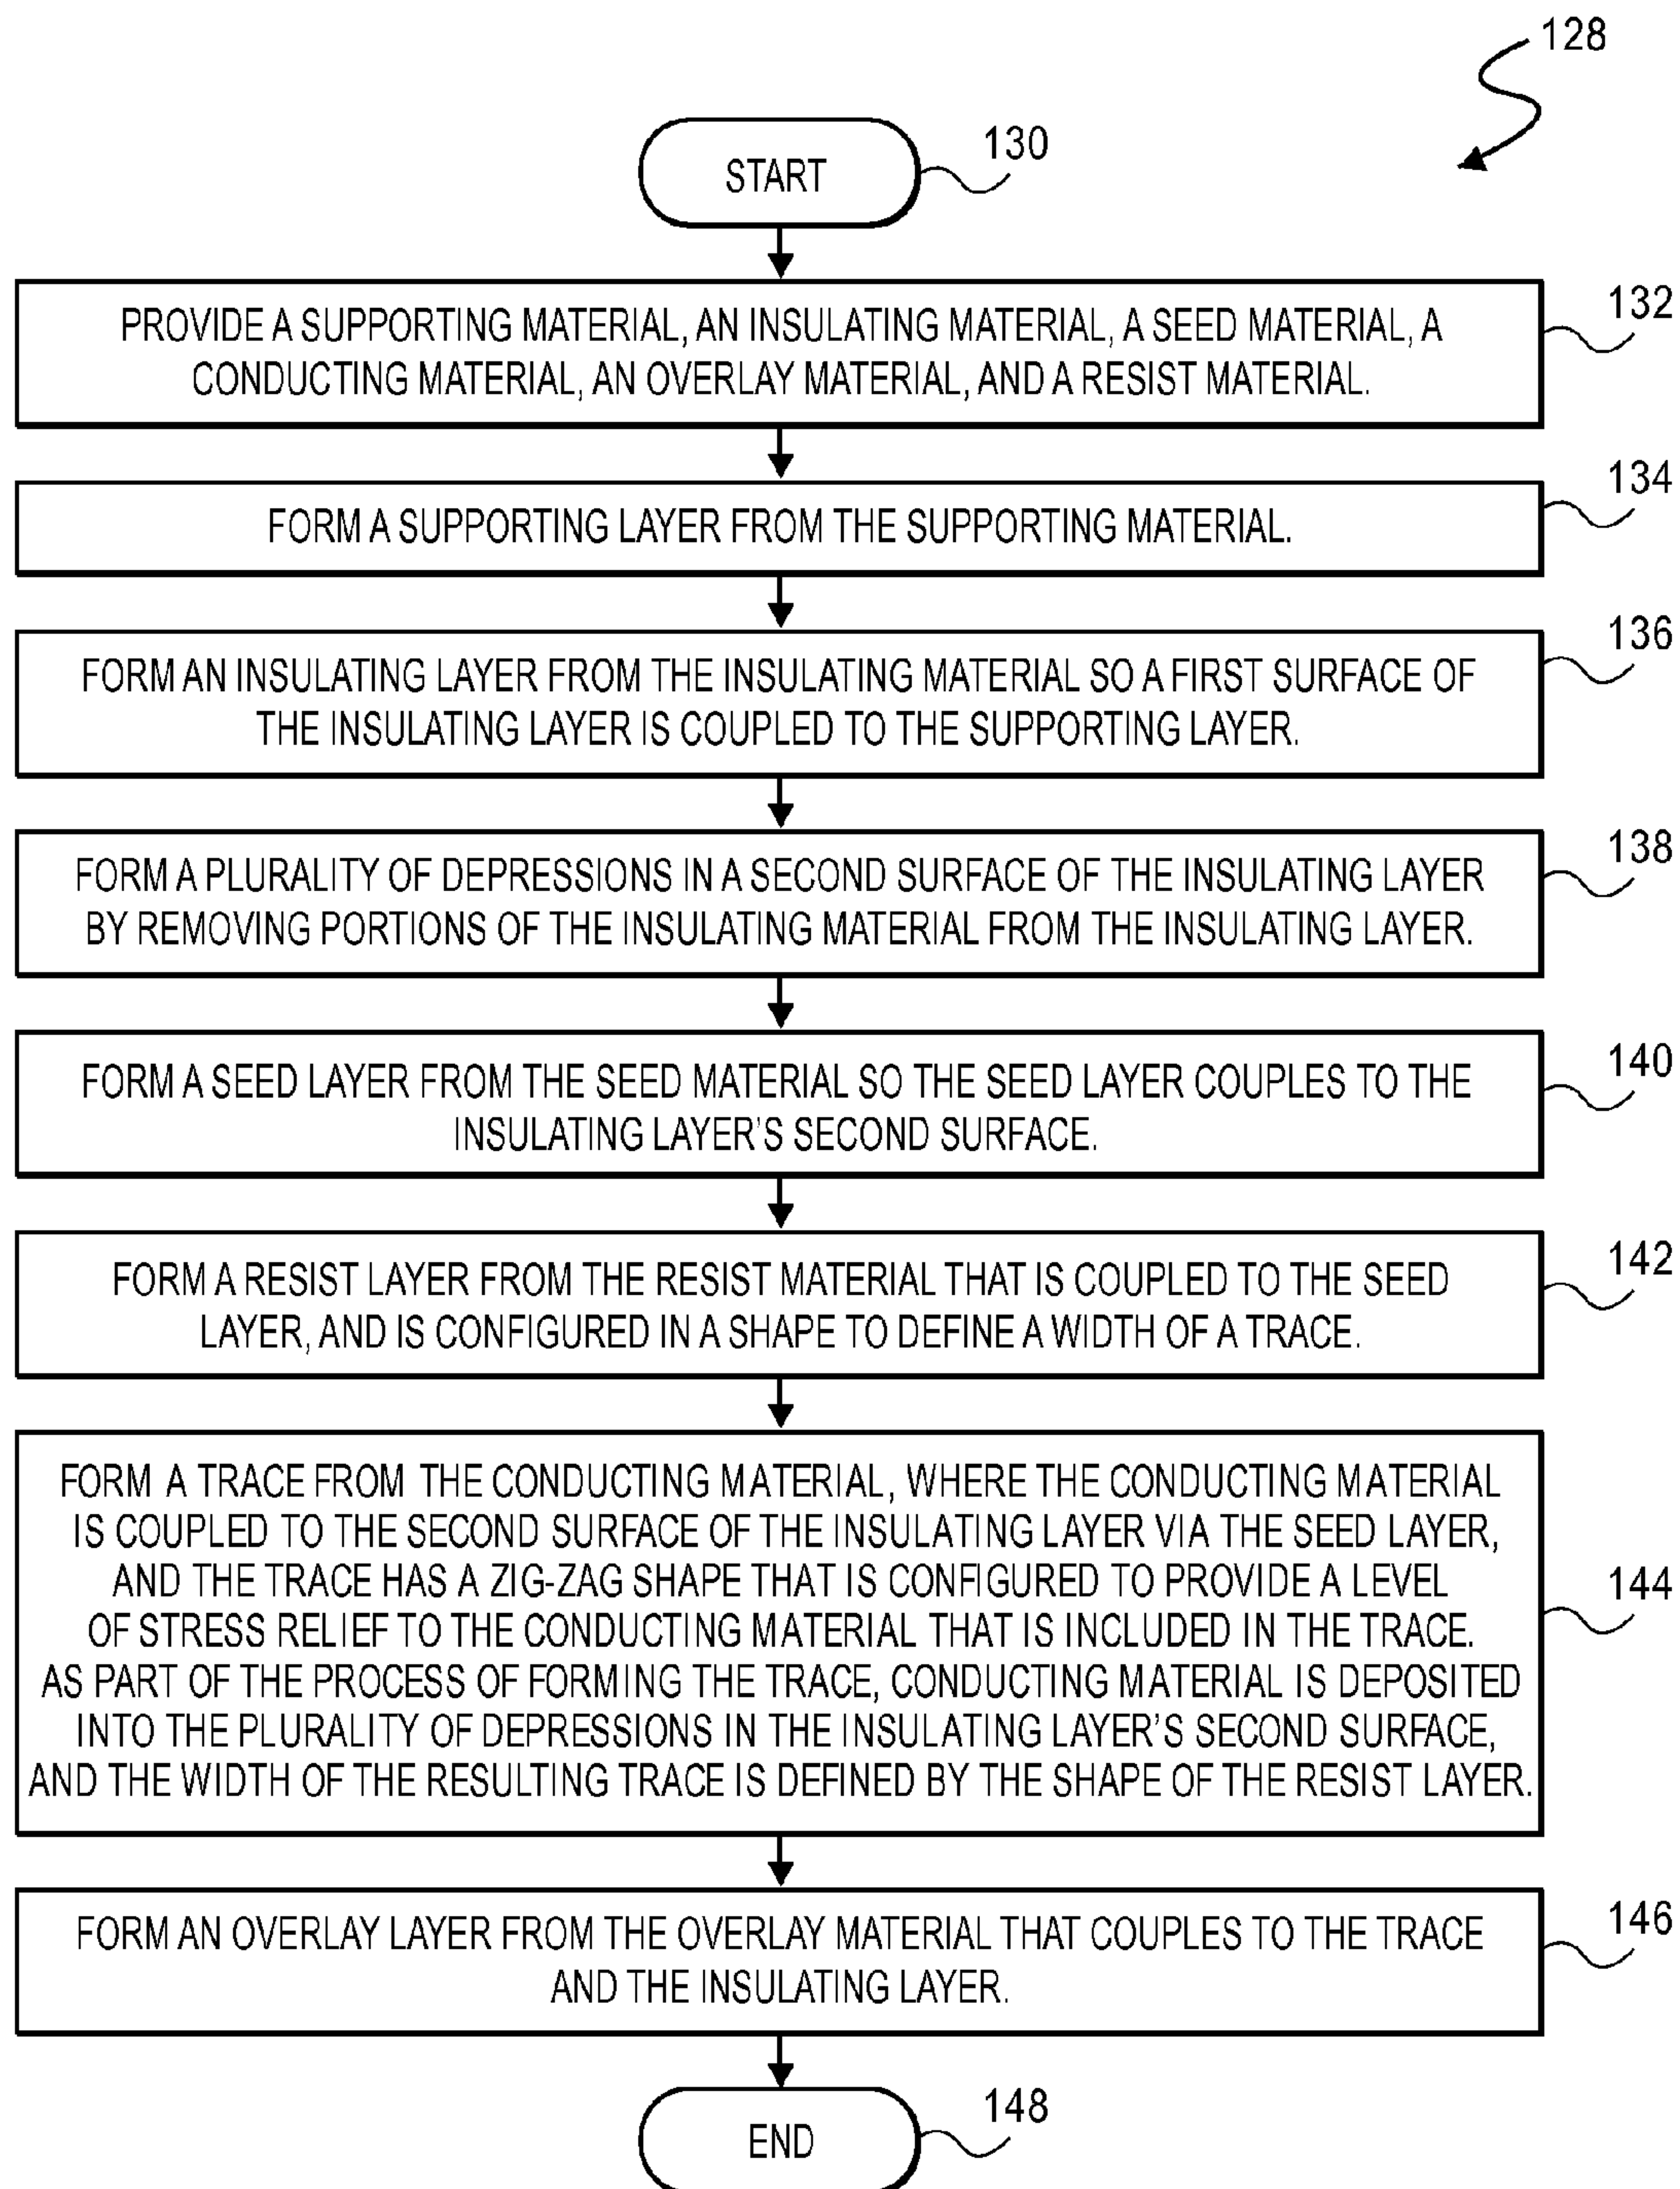 128
START
130
PROVIDE A SUPPORTING MATERIAL, AN INSULATING MATERIAL, A SEED MATERIAL, A
CONDUCTING MATERIAL, AN OVERLAY MATERIAL, AND A RESIST MATERIAL.
132
FORM A SUPPORTING LAYER FROM THE SUPPORTING MATERIAL.
134
FORM AN INSULATING LAYER FROM THE INSULATING MATERIAL SO A FIRST SURFACE OF
THE INSULATING LAYER IS COUPLED TO THE SUPPORTING LAYER.
136
FORM A PLURALITY OF DEPRESSIONS IN A SECOND SURFACE OF THE INSULATING LAYER
BY REMOVING PORTIONS OF THE INSULATING MATERIAL FROM THE INSULATING LAYER.
138
FORM A SEED LAYER FROM THE SEED MATERIAL SO THE SEED LAYER COUPLES TO THE
INSULATING LAYER'S SECOND SURFACE.
140
FORM A RESIST LAYER FROM THE RESIST MATERIAL THAT IS COUPLED TO THE SEED
LAYER, AND IS CONFIGURED IN A SHAPE TO DEFINE A WIDTH OF A TRACE.
142
FORM A TRACE FROM THE CONDUCTING MATERIAL, WHERE THE CONDUCTING MATERIAL
IS COUPLED TO THE SECOND SURFACE OF THE INSULATING LAYER VIA THE SEED LAYER,
AND THE TRACE HAS A ZIG-ZAG SHAPE THAT IS CONFIGURED TO PROVIDE A LEVEL
OF STRESS RELIEF TO THE CONDUCTING MATERIAL THAT IS INCLUDED IN THE TRACE.
AS PART OF THE PROCESS OF FORMING THE TRACE, CONDUCTING MATERIAL IS DEPOSITED
INTO THE PLURALITY OF DEPRESSIONS IN THE INSULATING LAYER'S SECOND SURFACE,
AND THE WIDTH OF THE RESULTING TRACE IS DEFINED BY THE SHAPE OF THE RESIST LAYER.
144
FORM AN OVERLAY LAYER FROM THE OVERLAY MATERIAL THAT COUPLES TO THE TRACE
AND THE INSULATING LAYER.
146
END
148